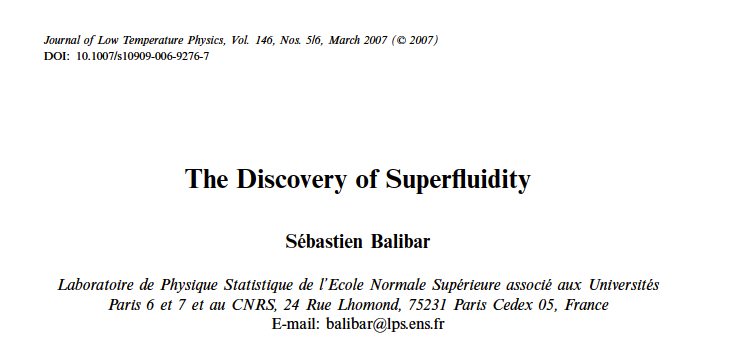 Journal of Low Temperature Physics, Vol. 146, Nos. 5/6, March 2007 (© 2007)
DOI: 10.1007/s10909-006-9276-7
The Discovery of Superfluidity
Sébastien Balibar
Laboratoire de Physique Statistique de l'Ecole Normale Supérieure associé aux Universités
Paris 6 et 7 et au CNRS, 24 Rue Lhomond, 75231 Paris Cedex 05, France
E-mail: balibar@lps.ens.fr